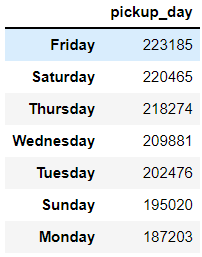 pickup_day
Friday 223185
Saturday 220465
Thursday 218274
Wednesday 209881
Tuesday 202476
Sunday 195020
Monday 187203